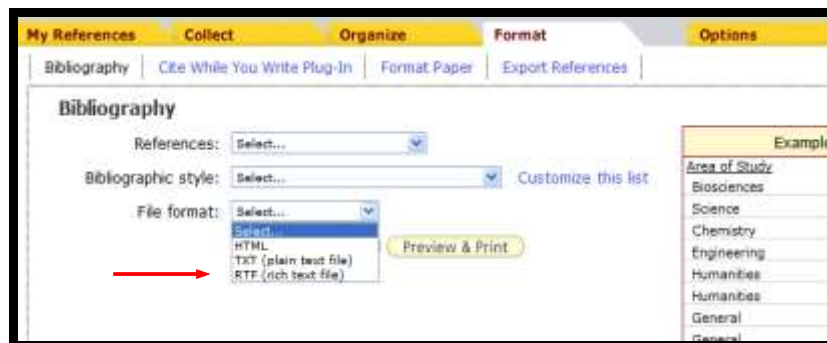 My References Collect Organize Format Options
Bibliography Cite While You Write Plug-In Format Paper Export References
Bibliography
References: Select...
Bibliographic style: Select... Customize this list
File format: Select...
Select...
HTML
TXT (plain text file)
RTF (rich text file)
Preview & Print
Example
Area of Study
Biosciences
Science
Chemistry
Engineering
Humanities
Humanities
General
General